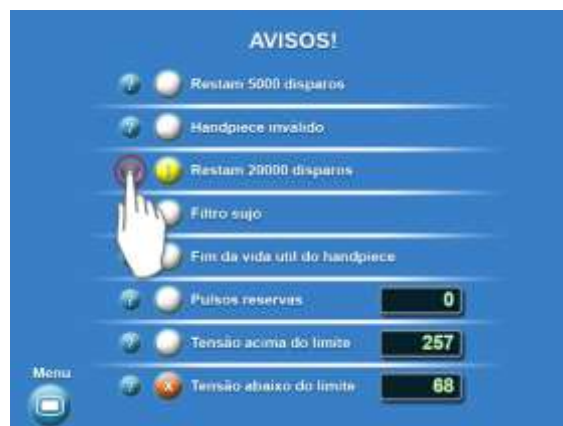 AVISOS!
? Restam 5000 disparos
? Handpiece inválido
! Restam 20000 disparos
Filtro sujo
Fim da vida util do handpiece
? Pulsos reservas 0
? Tensão acima do limite 257
Menu
? X Tensão abaixo do limite 68